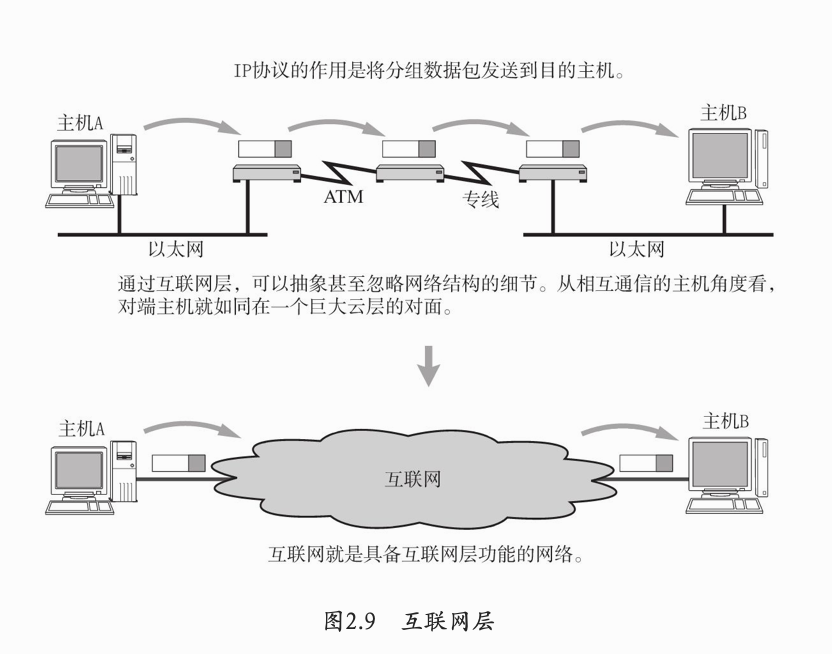 IP协议的作用是将分组数据包发送到目的主机。
主机A
主机B
ATM
专线
以太网
以太网
通过互联网层，可以抽象甚至忽略网络结构的细节。从相互通信的主机角度看，
对端主机就如同在一个巨大云层的对面。
主机A
主机B
互联网
互联网就是具备互联网层功能的网络。
图2.9 互联网层